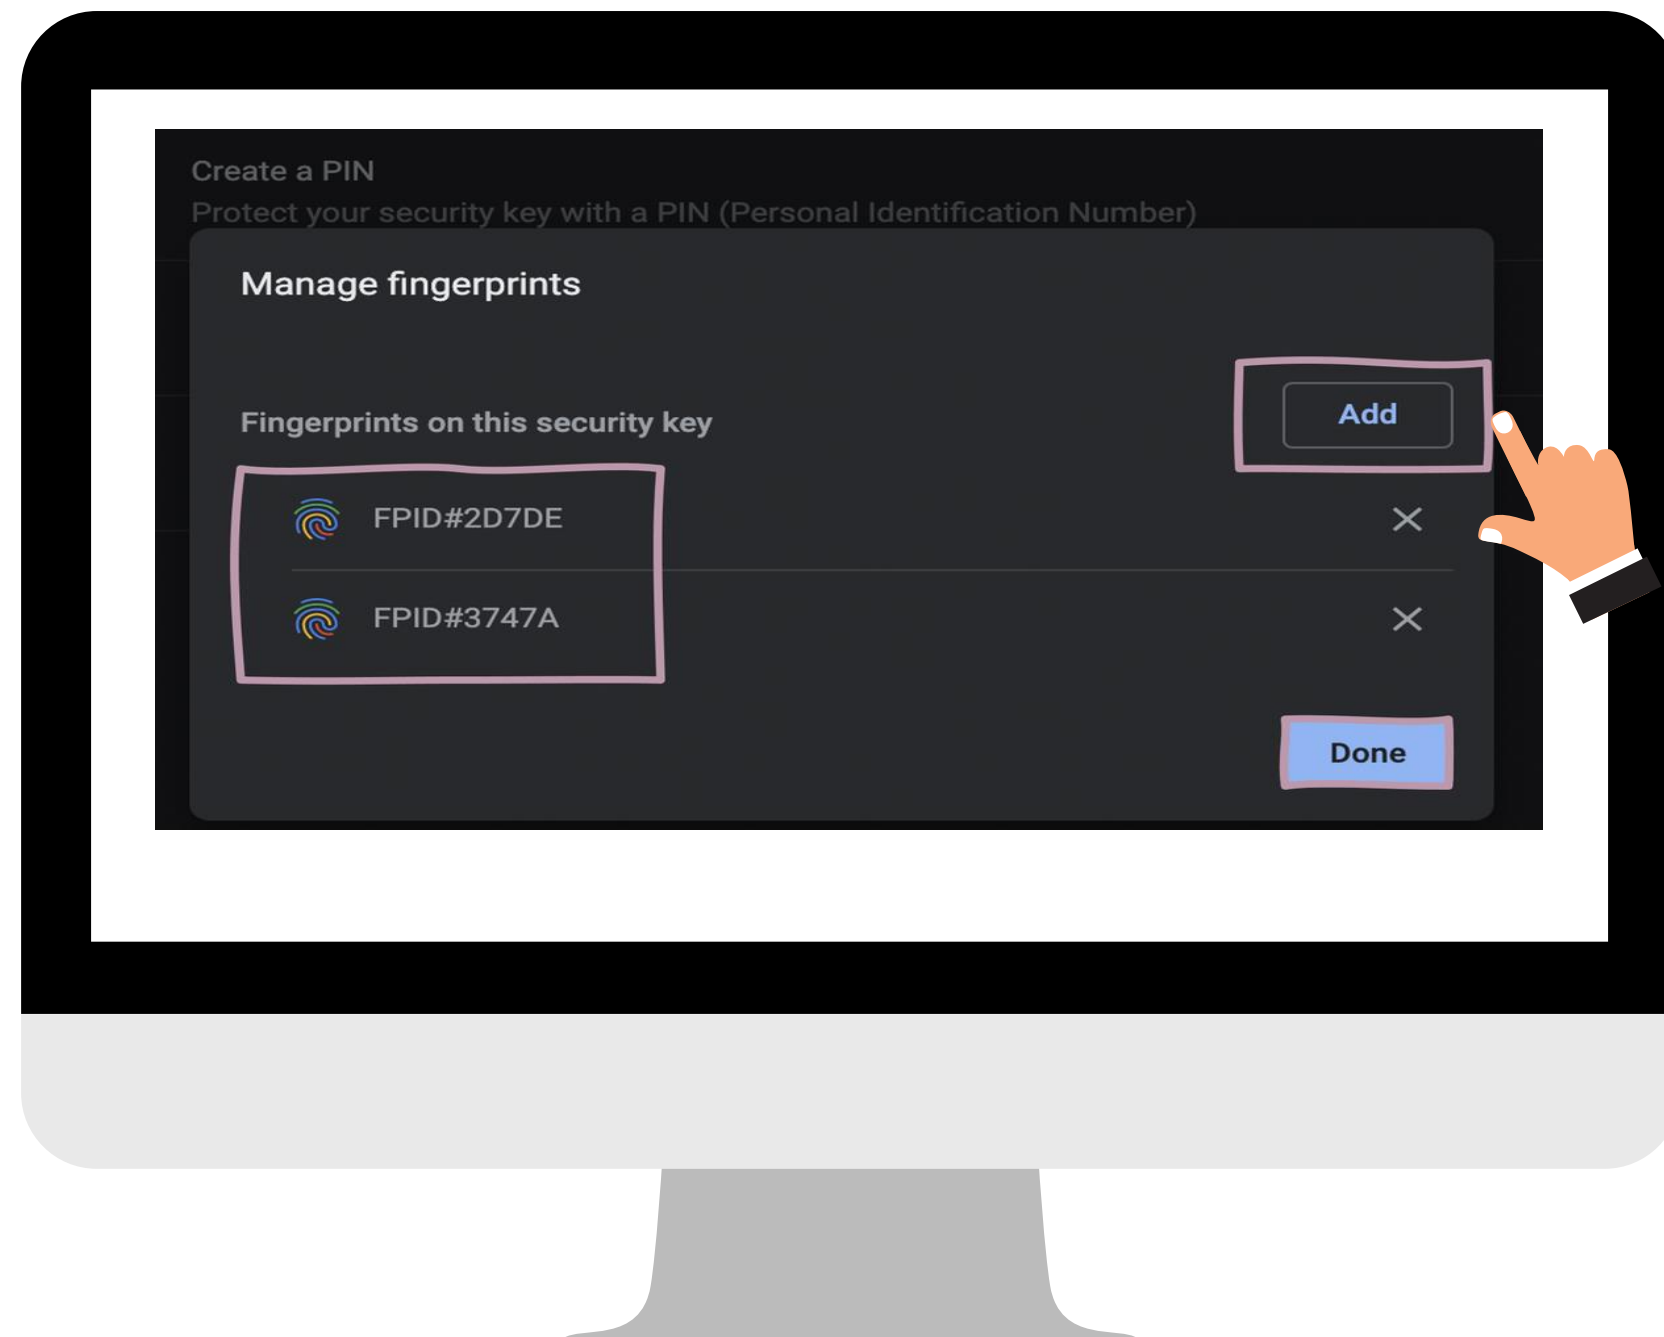 Create a PIN
Protect your security key with a PIN (Personal Identification Number)
Manage fingerprints
Add
Fingerprints on this security key
FPID#2D7DE
FPID#3747A
Done